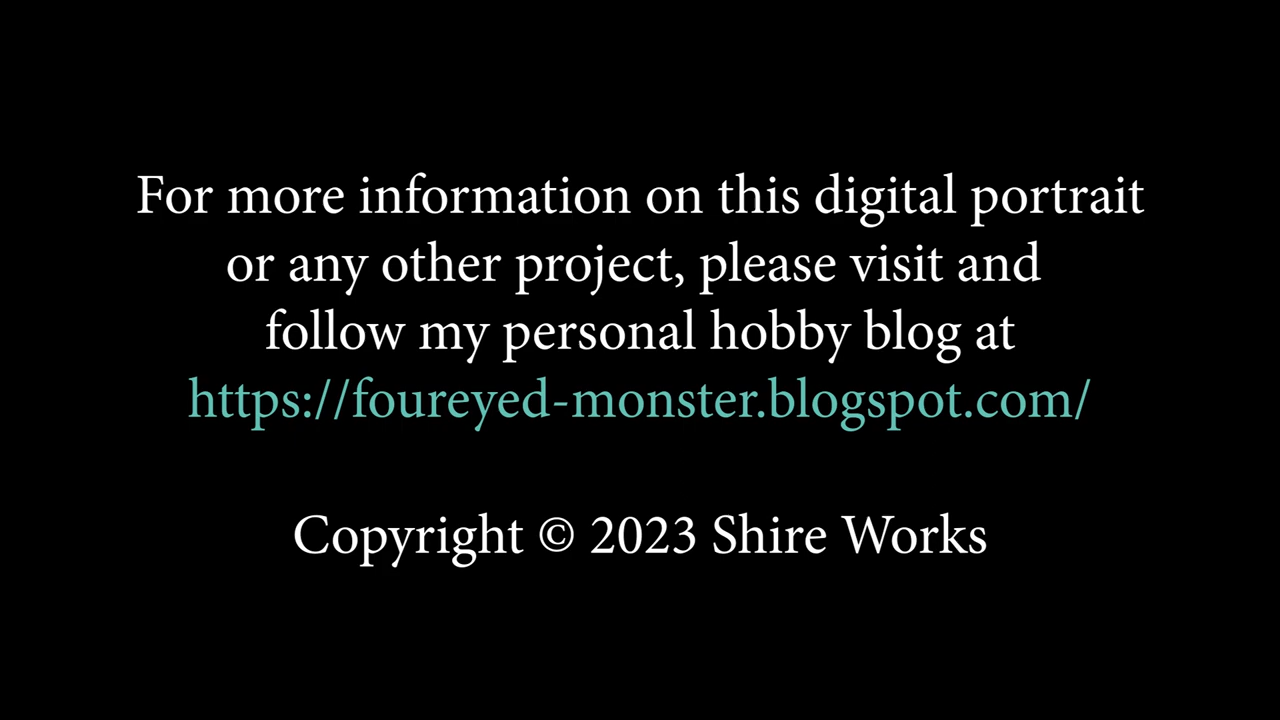 For more information on this digital portrait
or any other project, please visit and
follow my personal hobby blog at
https://foureyed-monster.blogspot.com/
Copyright © 2023 Shire Works